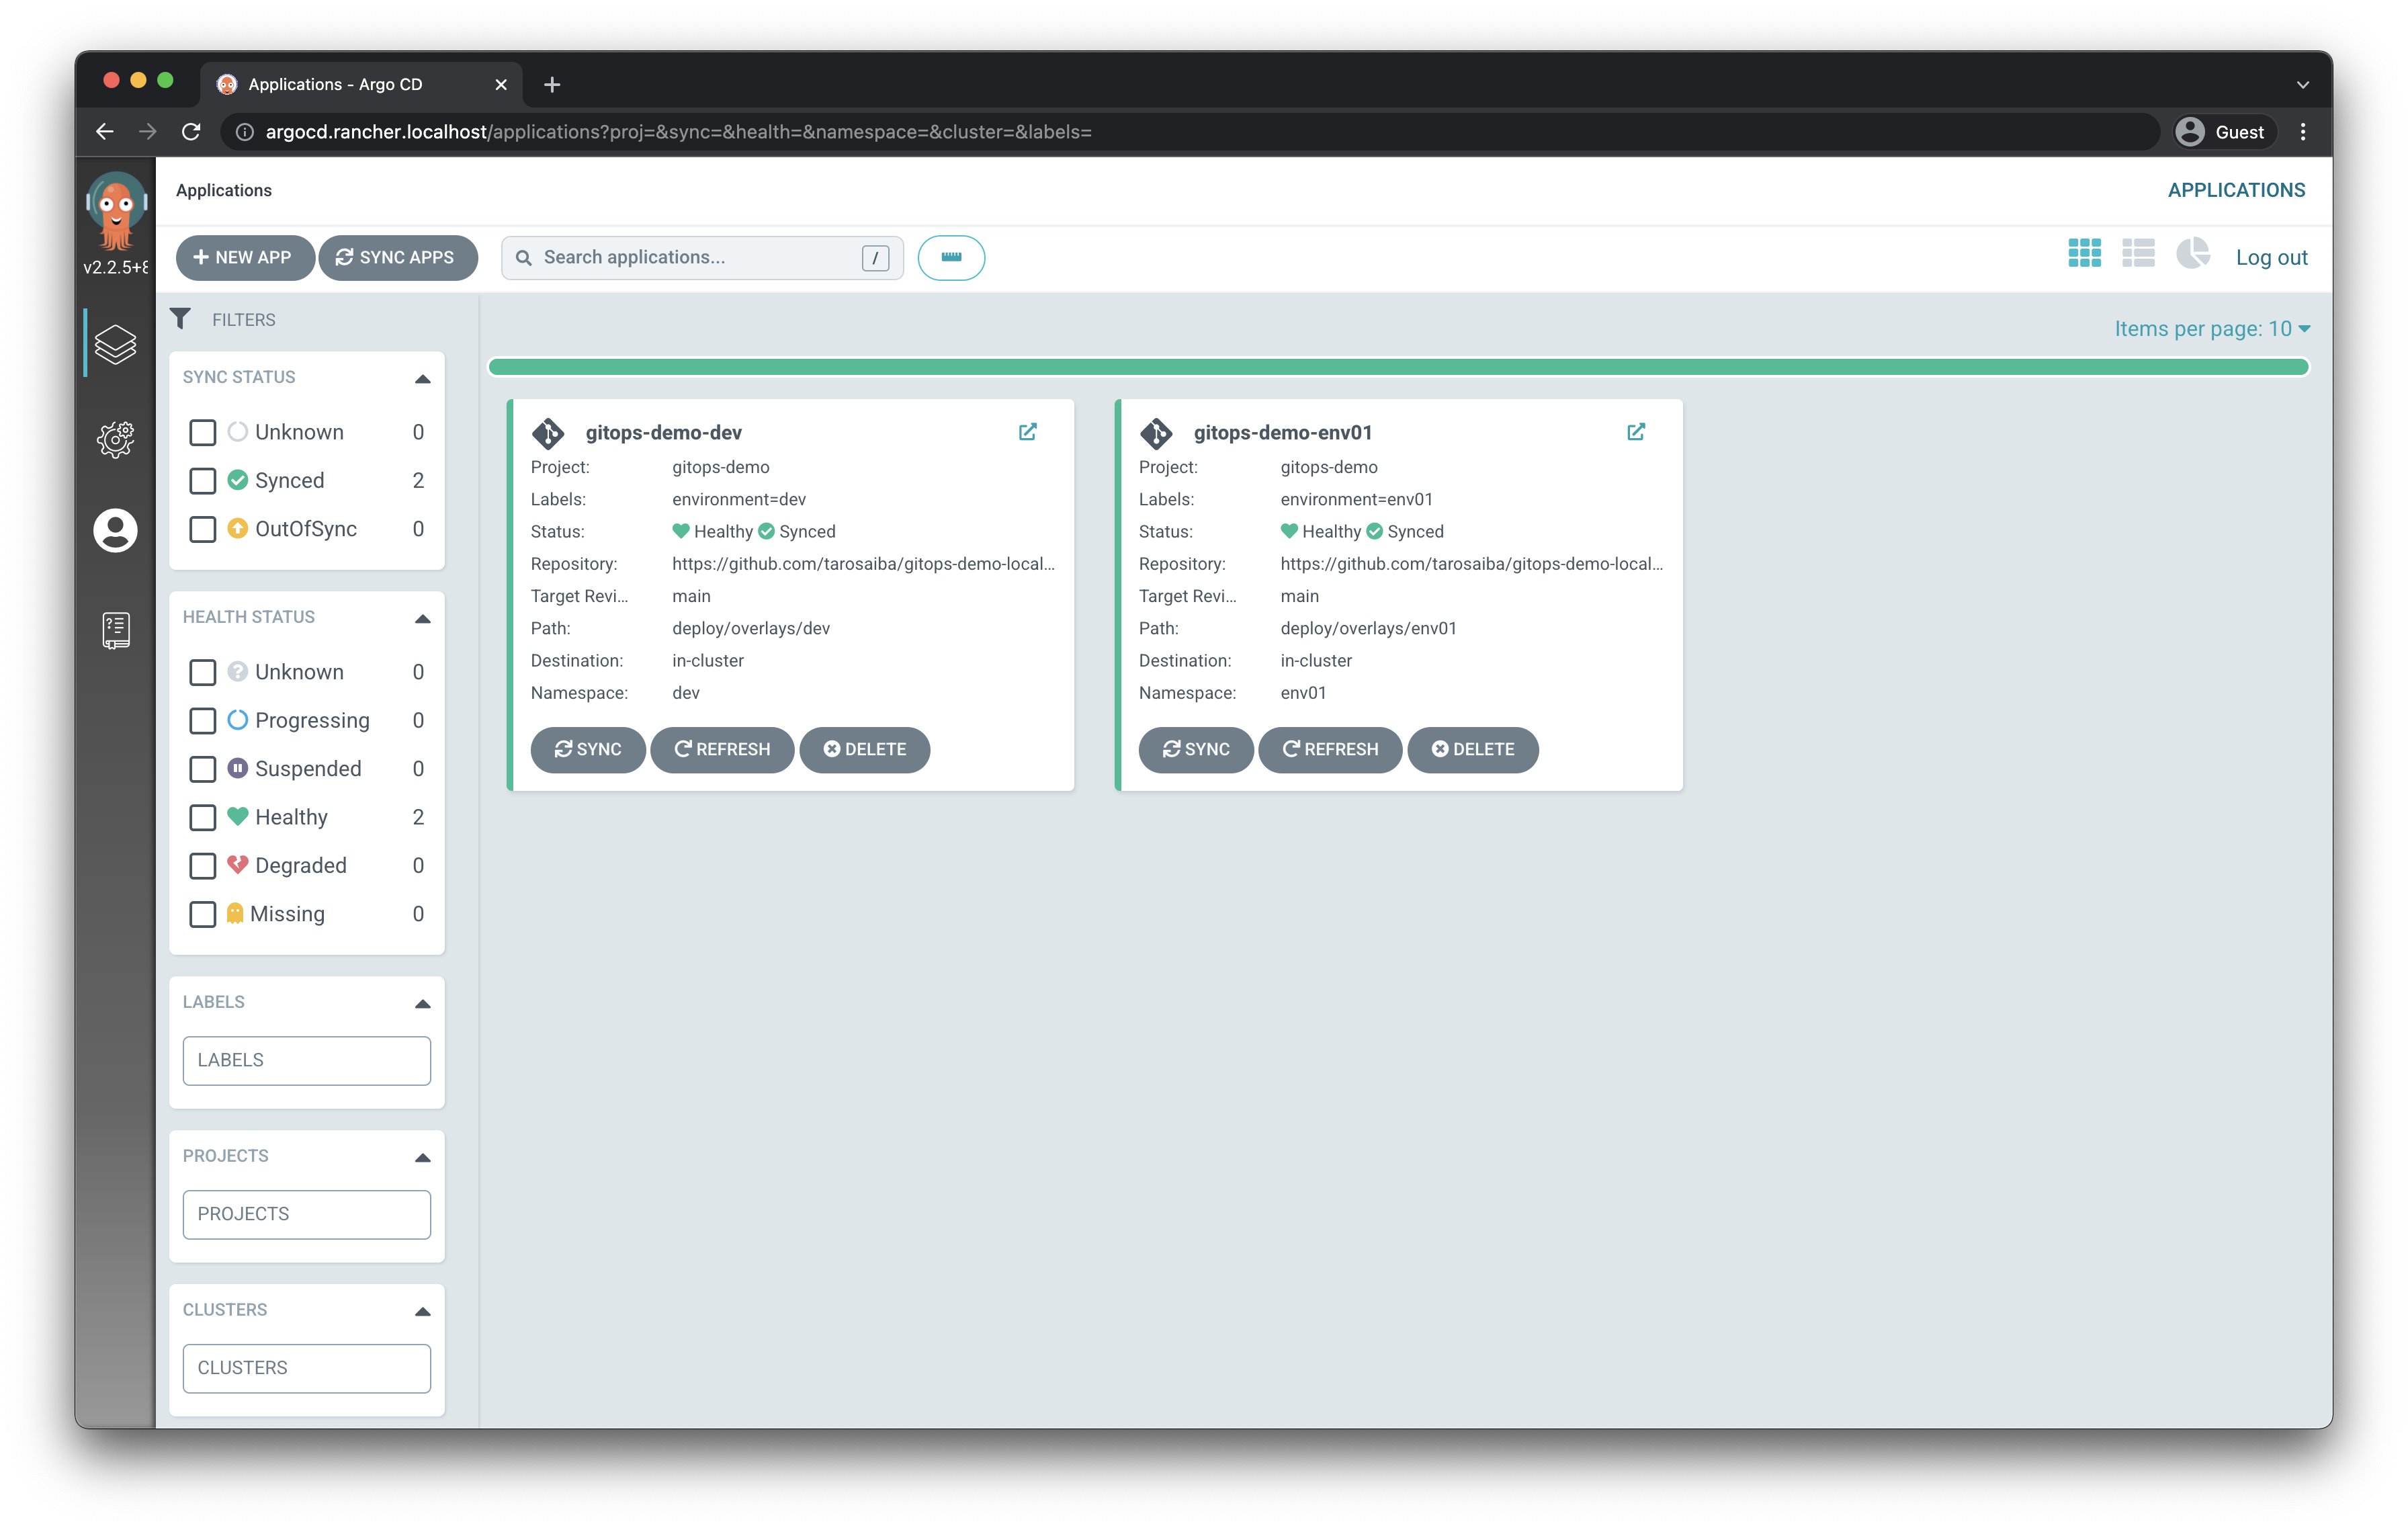 Applications - Argo CD
argocd.rancher.localhost/applications?proj=&sync=&health=&namespace=&cluster=&labels=
Guest
v2.2.5+8
Applications
APPLICATIONS
NEW APP
SYNC APPS
Search applications...
/
Log out
FILTERS
Items per page: 10
SYNC STATUS
Unknown 0
Synced 2
OutOfSync 0
HEALTH STATUS
Unknown 0
Progressing 0
Suspended 0
Healthy 2
Degraded 0
Missing 0
LABELS
LABELS
PROJECTS
PROJECTS
CLUSTERS
CLUSTERS
gitops-demo-dev
Project: gitops-demo
Labels: environment=dev
Status: Healthy Synced
Repository: https://github.com/tarosaiba/gitops-demo-local...
Target Revi... main
Path: deploy/overlays/dev
Destination: in-cluster
Namespace: dev
SYNC REFRESH DELETE
gitops-demo-env01
Project: gitops-demo
Labels: environment=env01
Status: Healthy Synced
Repository: https://github.com/tarosaiba/gitops-demo-local...
Target Revi... main
Path: deploy/overlays/env01
Destination: in-cluster
Namespace: env01
SYNC REFRESH DELETE